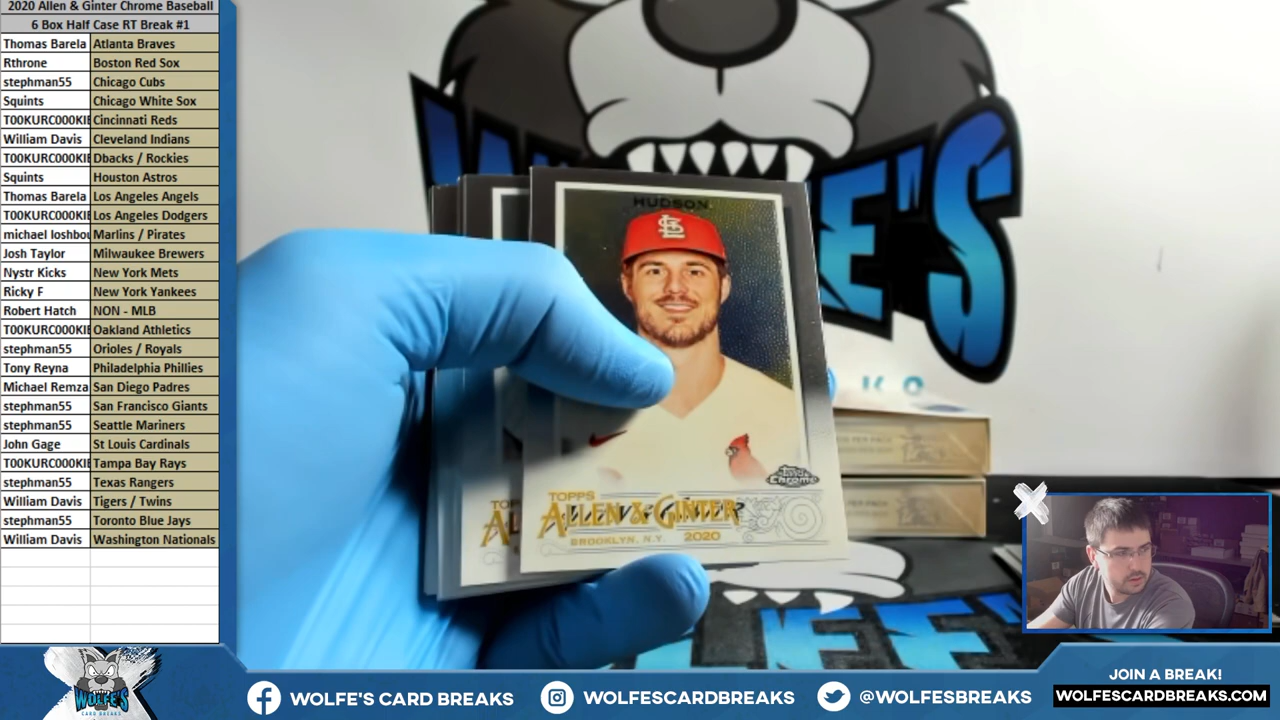 2020 Allen & Ginter Chrome Baseball
6 Box Half Case RT Break #1
Thomas Barela Atlanta Braves
Rthrone Boston Red Sox
stephman55 Chicago Cubs
Squints Chicago White Sox
T00KURC000KIE Cincinnati Reds
William Davis Cleveland Indians
T00KURC000KIE Dbacks / Rockies
Squints Houston Astros
Thomas Barela Los Angeles Angels
T00KURC000KIE Los Angeles Dodgers
michael loshbou Marlins / Pirates
Josh Taylor Milwaukee Brewers
Nystr Kicks New York Mets
Ricky F New York Yankees
Robert Hatch NON - MLB
T00KURC000KIE Oakland Athletics
stephman55 Orioles / Royals
Tony Reyna Philadelphia Phillies
Michael Remza San Diego Padres
stephman55 San Francisco Giants
stephman55 Seattle Mariners
John Gage St Louis Cardinals
T00KURC000KIE Tampa Bay Rays
stephman55 Texas Rangers
William Davis Tigers / Twins
stephman55 Toronto Blue Jays
William Davis Washington Nationals
HUDSON
Topps Chrome
TOPPS
ALLEN & GINTER
BROOKLYN, N.Y. 2020
WOLFE'S
CARD BREAKS
WOLFE'S CARD BREAKS
WOLFESCARDBREAKS
@WOLFESBREAKS
JOIN A BREAK!
WOLFESCARDBREAKS.COM